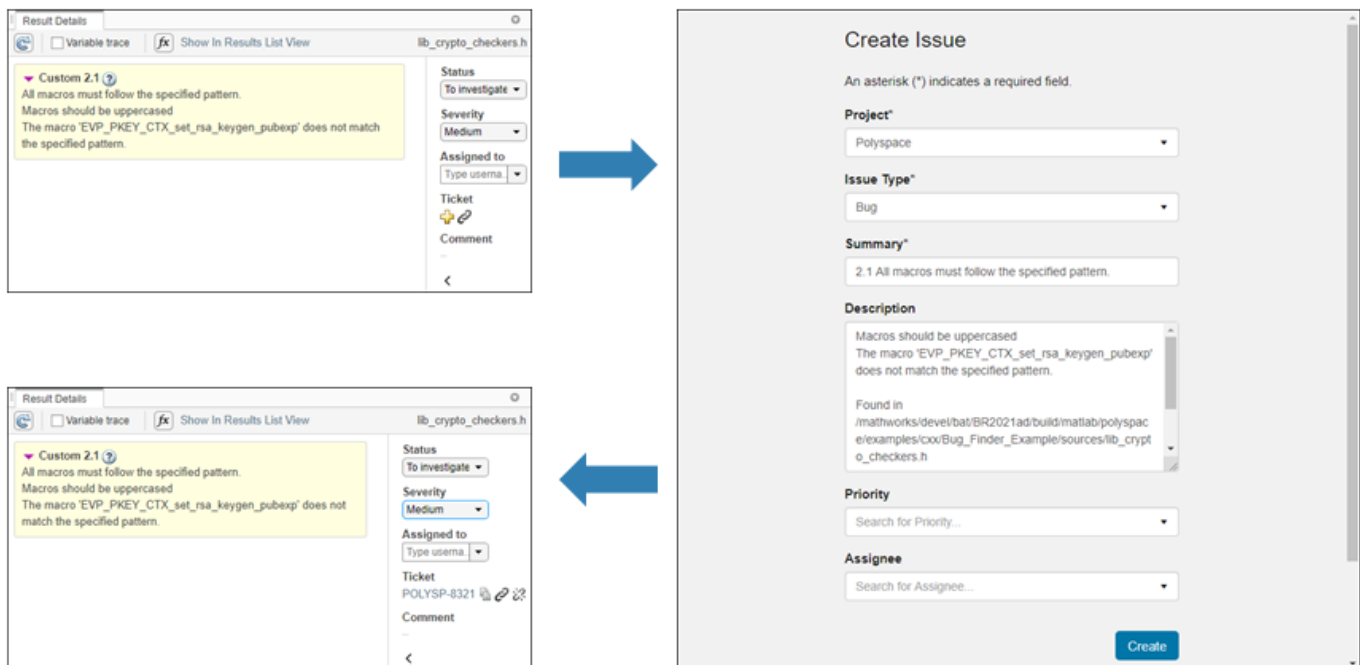 Result Details
Variable trace
fx Show In Results List View
lib_crypto_checkers.h
Custom 2.1 ?
All macros must follow the specified pattern.
Macros should be uppercased
The macro 'EVP_PKEY_CTX_set_rsa_keygen_pubexp' does not match
the specified pattern.
Status
To investigate
Severity
Medium
Assigned to
Type userna..
Ticket
Comment
Create Issue
An asterisk (*) indicates a required field.
Project*
Polyspace
Issue Type*
Bug
Summary*
2.1 All macros must follow the specified pattern.
Description
Macros should be uppercased
The macro 'EVP_PKEY_CTX_set_rsa_keygen_pubexp'
does not match the specified pattern.
Found in
/mathworks/devel/bat/BR2021ad/build/matlab/polyspac
e/examples/cxx/Bug_Finder_Example/sources/lib_crypt
o_checkers.h
Priority
Search for Priority...
Assignee
Search for Assignee...
Create
Result Details
Variable trace
fx Show In Results List View
lib_crypto_checkers.h
Custom 2.1 ?
All macros must follow the specified pattern.
Macros should be uppercased
The macro 'EVP_PKEY_CTX_set_rsa_keygen_pubexp' does not
match the specified pattern.
Status
To investigate
Severity
Medium
Assigned to
Type userna..
Ticket
POLYSP-8321
Comment